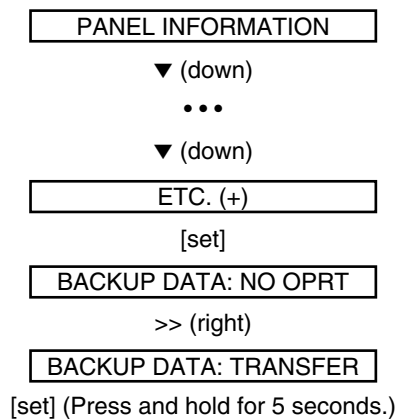 PANEL INFORMATION
▼ (down)
•••
▼ (down)
ETC. (+)
[set]
BACKUP DATA: NO OPRT
>> (right)
BACKUP DATA: TRANSFER
[set] (Press and hold for 5 seconds.)